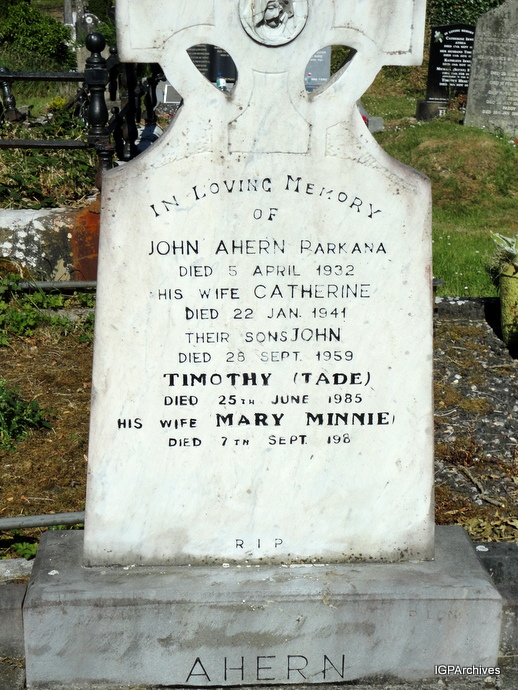 IN LOVING MEMORY
OF
JOHN AHERN BARKANA
DIED 5 APRIL 1932
HIS WIFE CATHERINE
DIED 22 JAN. 1941
THEIR SONS JOHN
DIED 28 SEPT. 1959
TIMOTHY (TADE)
DIED 25TH JUNE 1985
HIS WIFE (MARY MINNIE)
DIED 7TH SEPT. 198
R I P
AHERN
IGPArchives